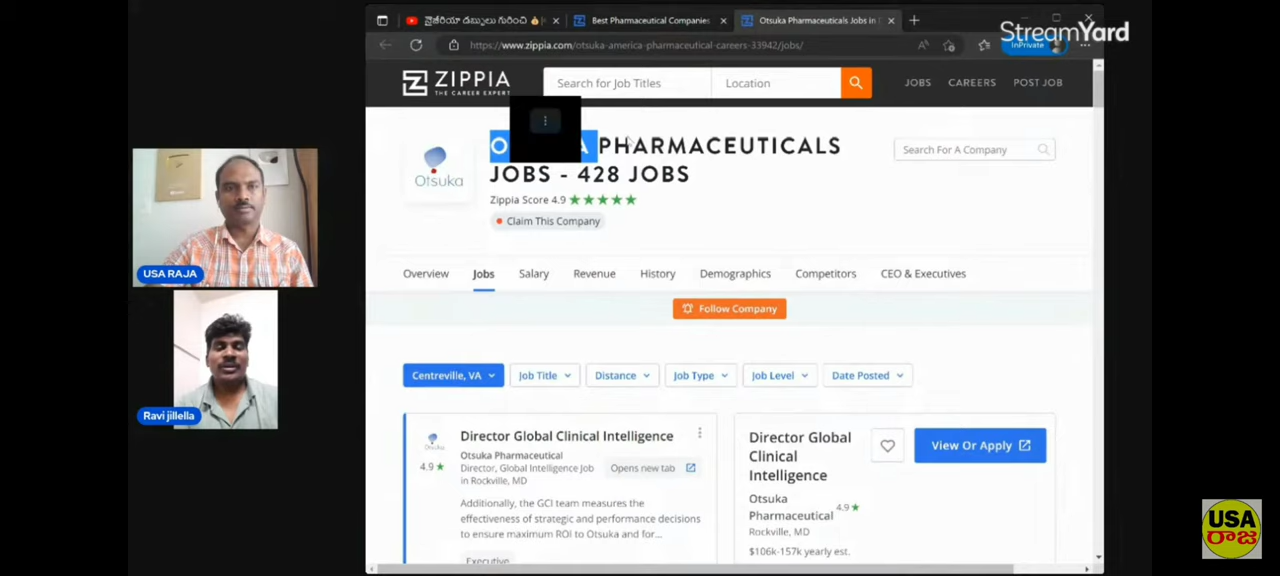 నైజీరియా డబ్బులు గురించి
Best Pharmaceutical Companies
Otsuka Pharmaceuticals Jobs in
StreamYard
https://www.zippia.com/otsuka-america-pharmaceutical-careers-33942/jobs/
InPrivate
ZIPPIA
THE CAREER EXPERT
Search for Job Titles
Location
JOBS
CAREERS
POST JOB
Otsuka
PHARMACEUTICALS
JOBS - 428 JOBS
Zippia Score 4.9 ★★★★★
Claim This Company
Search For A Company
Overview
Jobs
Salary
Revenue
History
Demographics
Competitors
CEO & Executives
Follow Company
Centreville, VA
Job Title
Distance
Job Type
Job Level
Date Posted
Otsuka
4.9 ★
Director Global Clinical Intelligence
Otsuka Pharmaceutical
Director, Global Intelligence Job
in Rockville, MD
Opens new tab
Additionally, the GCI team measures the
effectiveness of strategic and performance decisions
to ensure maximum ROI to Otsuka and for...
Executive
Director Global
Clinical
Intelligence
View Or Apply
Otsuka
Pharmaceutical
4.9 ★
Rockville, MD
$106k-157k yearly est.
USA RAJA
Ravi jillella
USA
రాజా